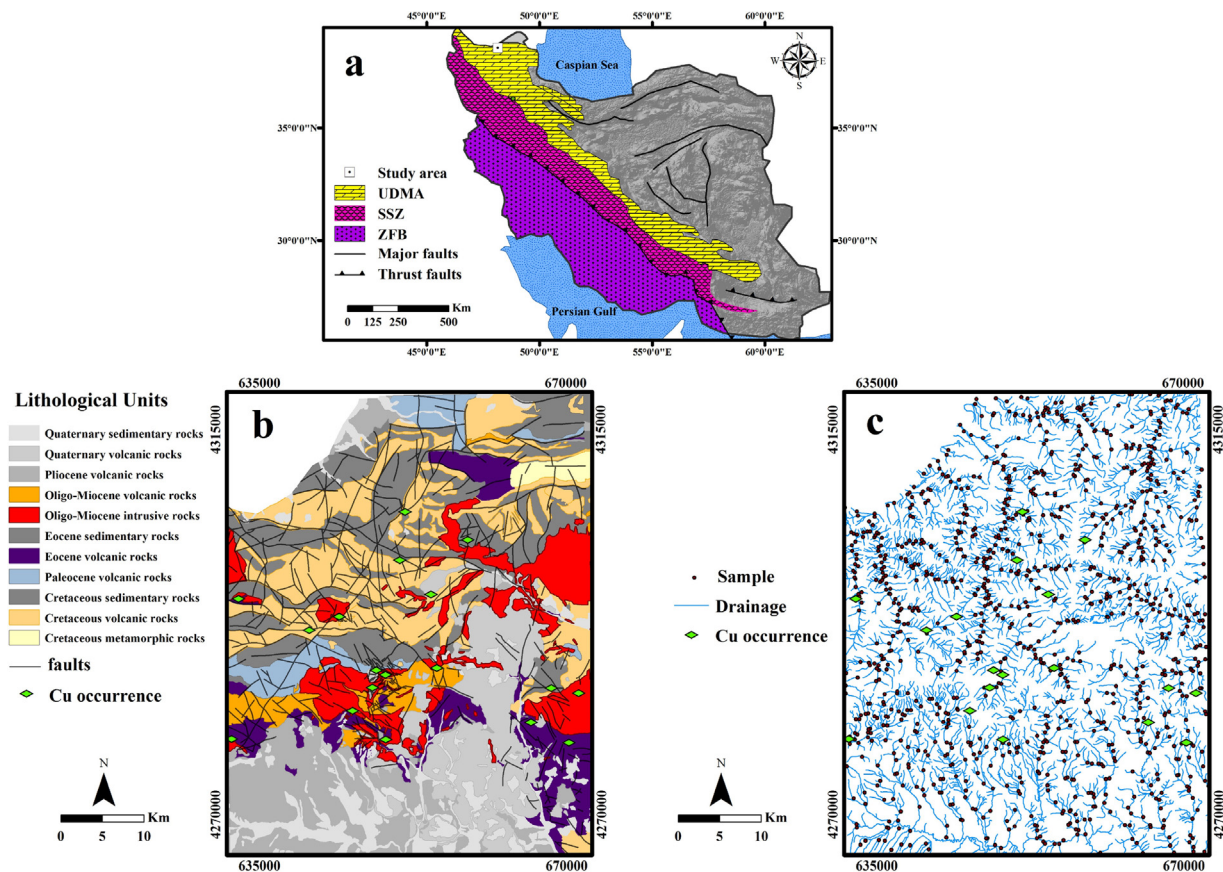 45°0'0"E 50°0'0"E 55°0'0"E 60°0'0"E
a
Caspian Sea
N
W E
S
35°0'0"N 35°0'0"N
30°0'0"N 30°0'0"N
Study area
UDMA
SSZ
ZFB
Major faults
Thrust faults
Km
0 125 250 500
Persian Gulf
45°0'0"E 50°0'0"E 55°0'0"E 60°0'0"E
635000 670000
b
4315000
Lithological Units
Quaternary sedimentary rocks
Quaternary volcanic rocks
Pliocene volcanic rocks
Oligo-Miocene volcanic rocks
Oligo-Miocene intrusive rocks
Eocene sedimentary rocks
Eocene volcanic rocks
Paleocene volcanic rocks
Cretaceous sedimentary rocks
Cretaceous volcanic rocks
Cretaceous metamorphic rocks
faults
Cu occurrence
N
Km
0 5 10
4270000
635000 670000
635000 670000
c
4315000
Sample
Drainage
Cu occurrence
N
Km
0 5 10
4270000
635000 670000